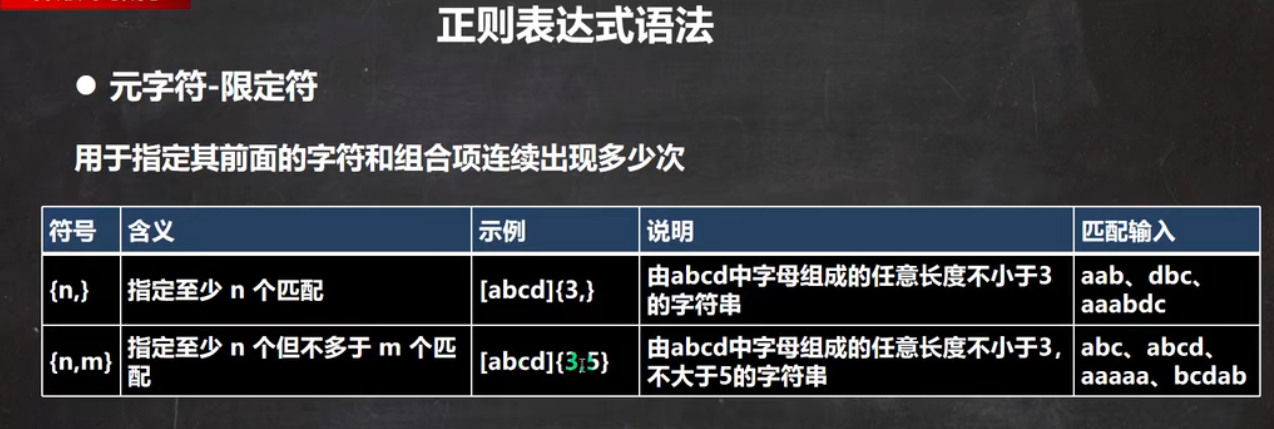 正则表达式语法
● 元字符-限定符
用于指定其前面的字符和组合项连续出现多少次
符号 含义 示例 说明 匹配输入
{n,} 指定至少 n 个匹配 [abcd]{3,} 由abcd中字母组成的任意长度不小于3
的字符串 aab、dbc、
aaabdc
{n,m} 指定至少 n 个但不多于 m 个匹
配 [abcd]{3,5} 由abcd中字母组成的任意长度不小于3,
不大于5的字符串 abc、abcd、
aaaaa、bcdab